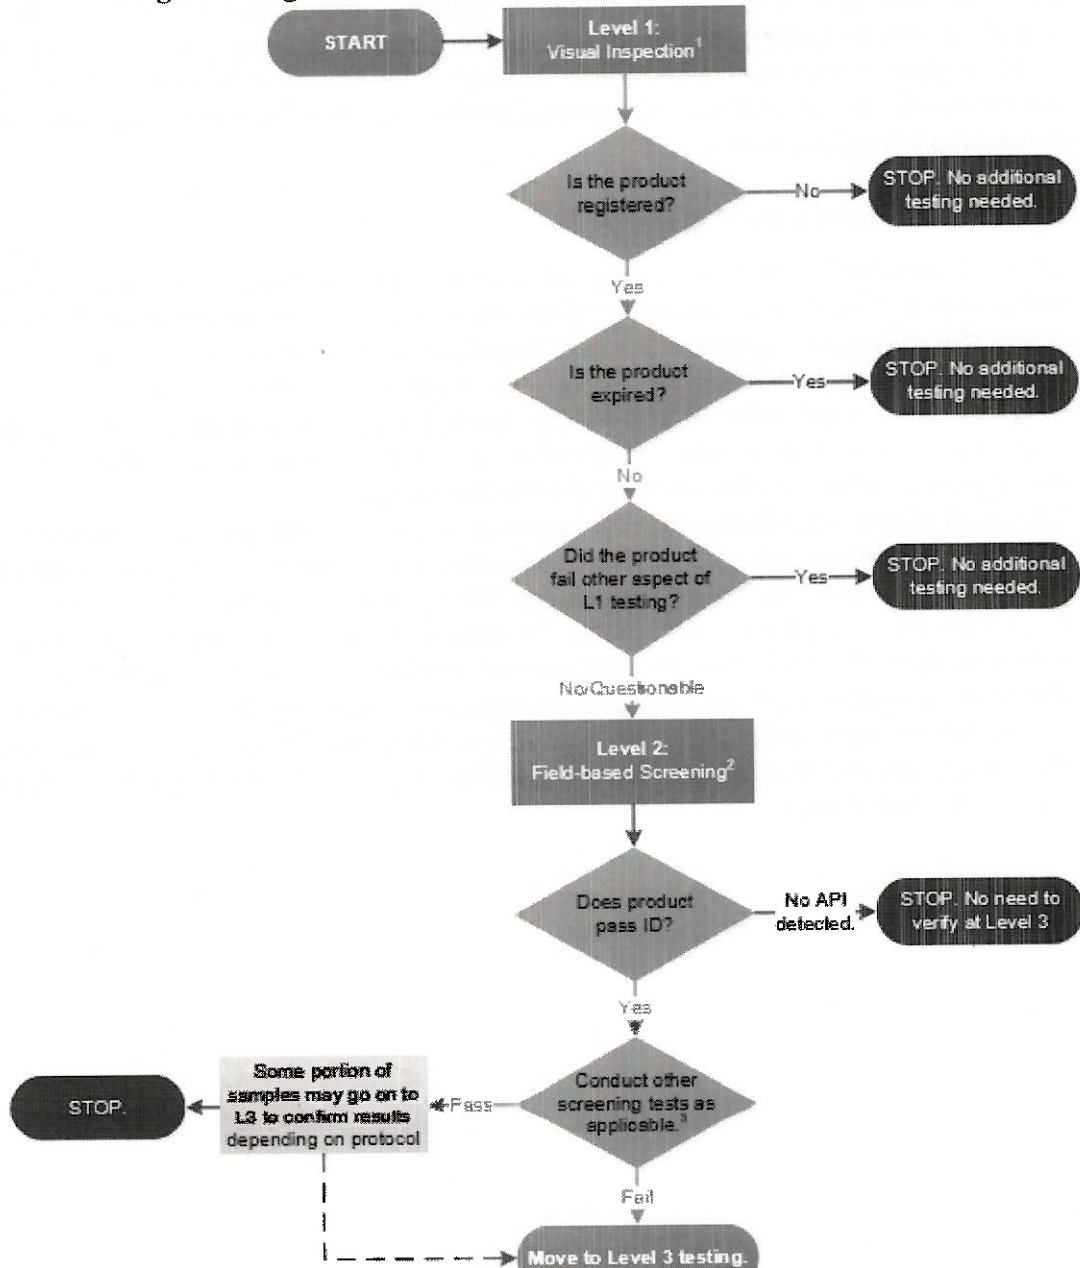 START
Level 1:
Visual Inspection¹
Is the product
registered?
No
STOP. No additional
testing needed.
Yes
Is the product
expired?
Yes
STOP. No additional
testing needed.
No
Did the product
fail other aspect of
L1 testing?
Yes
STOP. No additional
testing needed.
No/Questionable
Level 2:
Field-based Screening²
Does product
pass ID?
No API
detected.
STOP. No need to
verify at Level 3
Yes
Conduct other
screening tests as
applicable.³
Pass
Some portion of
samples may go on to
L3 to confirm results
depending on protocol
STOP.
Fail
Move to Level 3 testing.